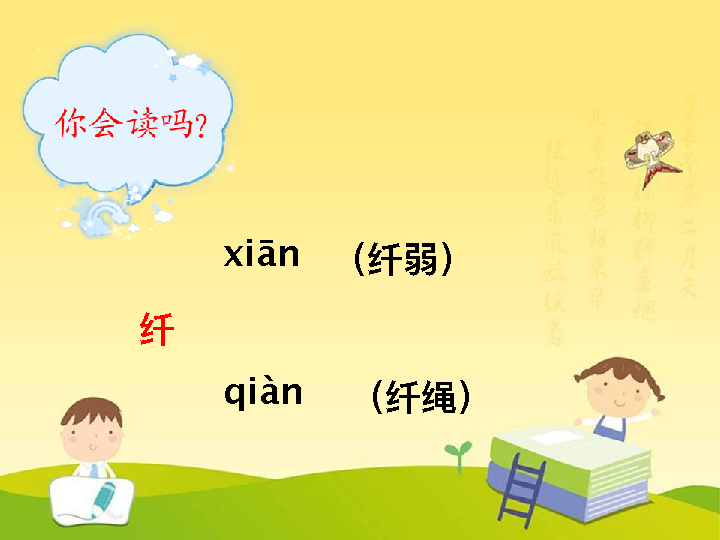 你会读吗?
xiān (纤弱)
纤
qiàn (纤绳)
草长莺飞二月天
拂堤杨柳醉春烟
儿童散学归来早
忙趁东风放纸鸢